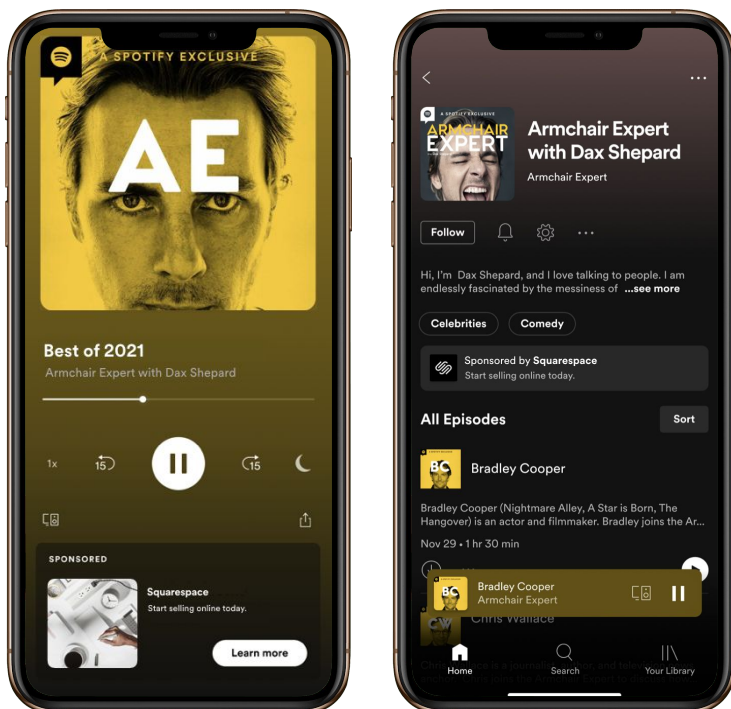 A SPOTIFY EXCLUSIVE
AE
Best of 2021
Armchair Expert with Dax Shepard
1x
15
15
SPONSORED
Squarespace
Start selling online today.
Learn more
A SPOTIFY EXCLUSIVE
ARMCHAIR
EXPERT
Armchair Expert
with Dax Shepard
Armchair Expert
Follow
Hi, I'm Dax Shepard, and I love talking to people. I am
endlessly fascinated by the messiness of ...see more
Celebrities
Comedy
Sponsored by Squarespace
Start selling online today.
All Episodes
Sort
BC
Bradley Cooper
Bradley Cooper (Nightmare Alley, A Star is Born, The
Hangover) is an actor and filmmaker. Bradley joins the Ar...
Nov 29 • 1 hr 30 min
BC
Bradley Cooper
Armchair Expert
CW
Chris Wallace
Home
Search
Your Library